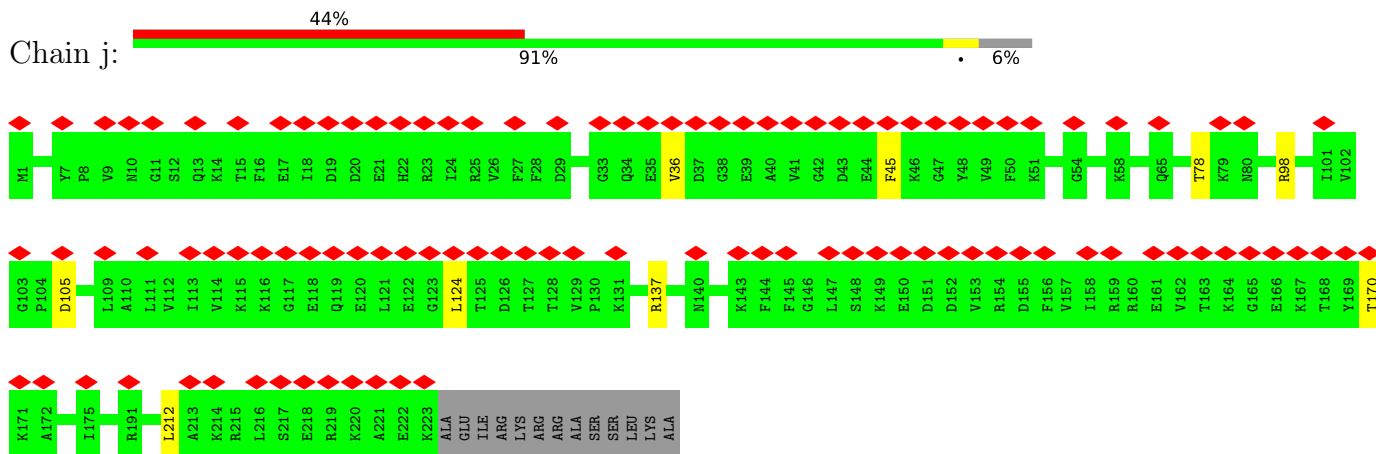 44%
Chain j:
91% • 6%
M1 Y7 P8 V9 N10 G11 S12 Q13 K14 T15 F16 E17 I18 D19 D20 E21 H22 R23 I24 R25 V26 F27 F28 D29 G33 Q34 E35 V36 D37 G38 E39 A40 V41 G42 D43 E44 F45 K46 G47 Y48 V49 F50 K51 G54 K58 Q65 T78 K79 N80 R98 I101 V102
G103 P104 D105 L109 A110 L111 V112 I113 V114 K115 K116 G117 E118 Q119 E120 L121 E122 G123 L124 T125 D126 T127 T128 V129 P130 K131 R137 N140 K143 F144 F145 G146 L147 S148 K149 E150 D151 D152 V153 R154 D155 F156 V157 I158 R159 R160 E161 V162 T163 K164 G165 E166 K167 T168 Y169 T170
K171 A172 I175 R191 L212 A213 K214 R215 L216 S217 E218 R219 K220 A221 E222 K223 ALA GLU ILE ARG LYS ARG ARG ALA SER SER LEU LYS ALA